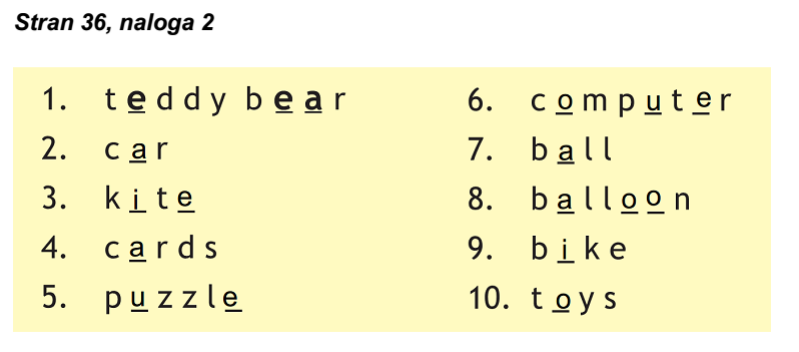 Stran 36, naloga 2
1. teddy bear
2. car
3. kite
4. cards
5. puzzle
6. computer
7. ball
8. balloon
9. bike
10. toys